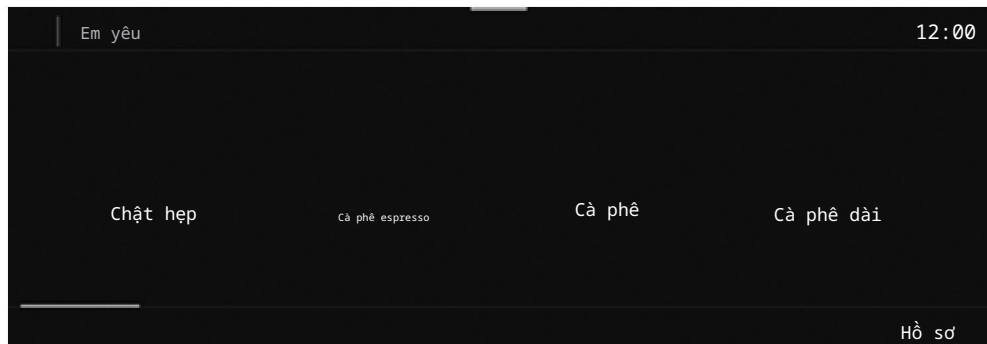 Em yêu
12:00
Chật hẹp
Cà phê espresso
Cà phê
Cà phê dài
Hồ sơ